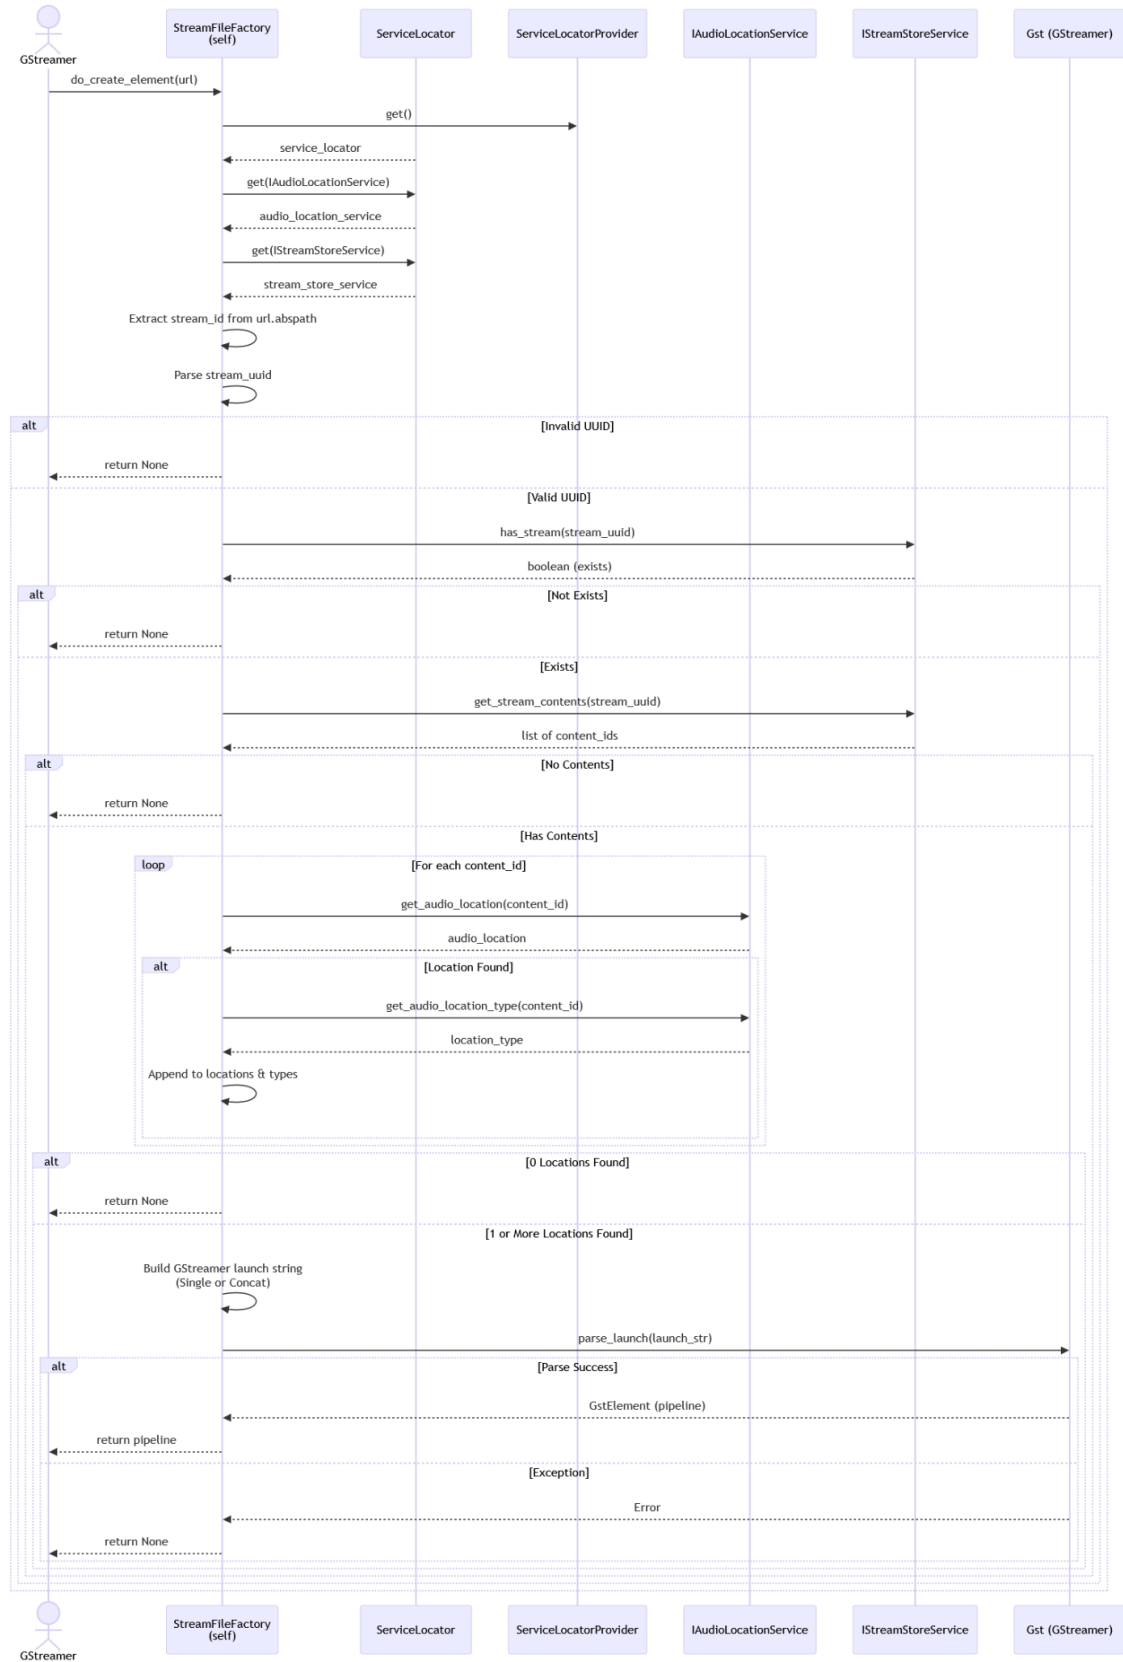 GStreamer
StreamFileFactory
(self)
ServiceLocator
ServiceLocatorProvider
IAudioLocationService
IStreamStoreService
Gst (GStreamer)
do_create_element(url)
get()
service_locator
get(IAudioLocationService)
audio_location_service
get(IStreamStoreService)
stream_store_service
Extract stream_id from url.abspath
Parse stream_uuid
alt
[Invalid UUID]
return None
[Valid UUID]
has_stream(stream_uuid)
boolean (exists)
alt
[Not Exists]
return None
[Exists]
get_stream_contents(stream_uuid)
list of content_ids
alt
[No Contents]
return None
[Has Contents]
loop
[For each content_id]
get_audio_location(content_id)
audio_location
alt
[Location Found]
get_audio_location_type(content_id)
location_type
Append to locations & types
alt
[0 Locations Found]
return None
[1 or More Locations Found]
Build GStreamer launch string
(Single or Concat)
parse_launch(launch_str)
alt
[Parse Success]
GstElement (pipeline)
return pipeline
[Exception]
Error
return None
GStreamer
StreamFileFactory
(self)
ServiceLocator
ServiceLocatorProvider
IAudioLocationService
IStreamStoreService
Gst (GStreamer)